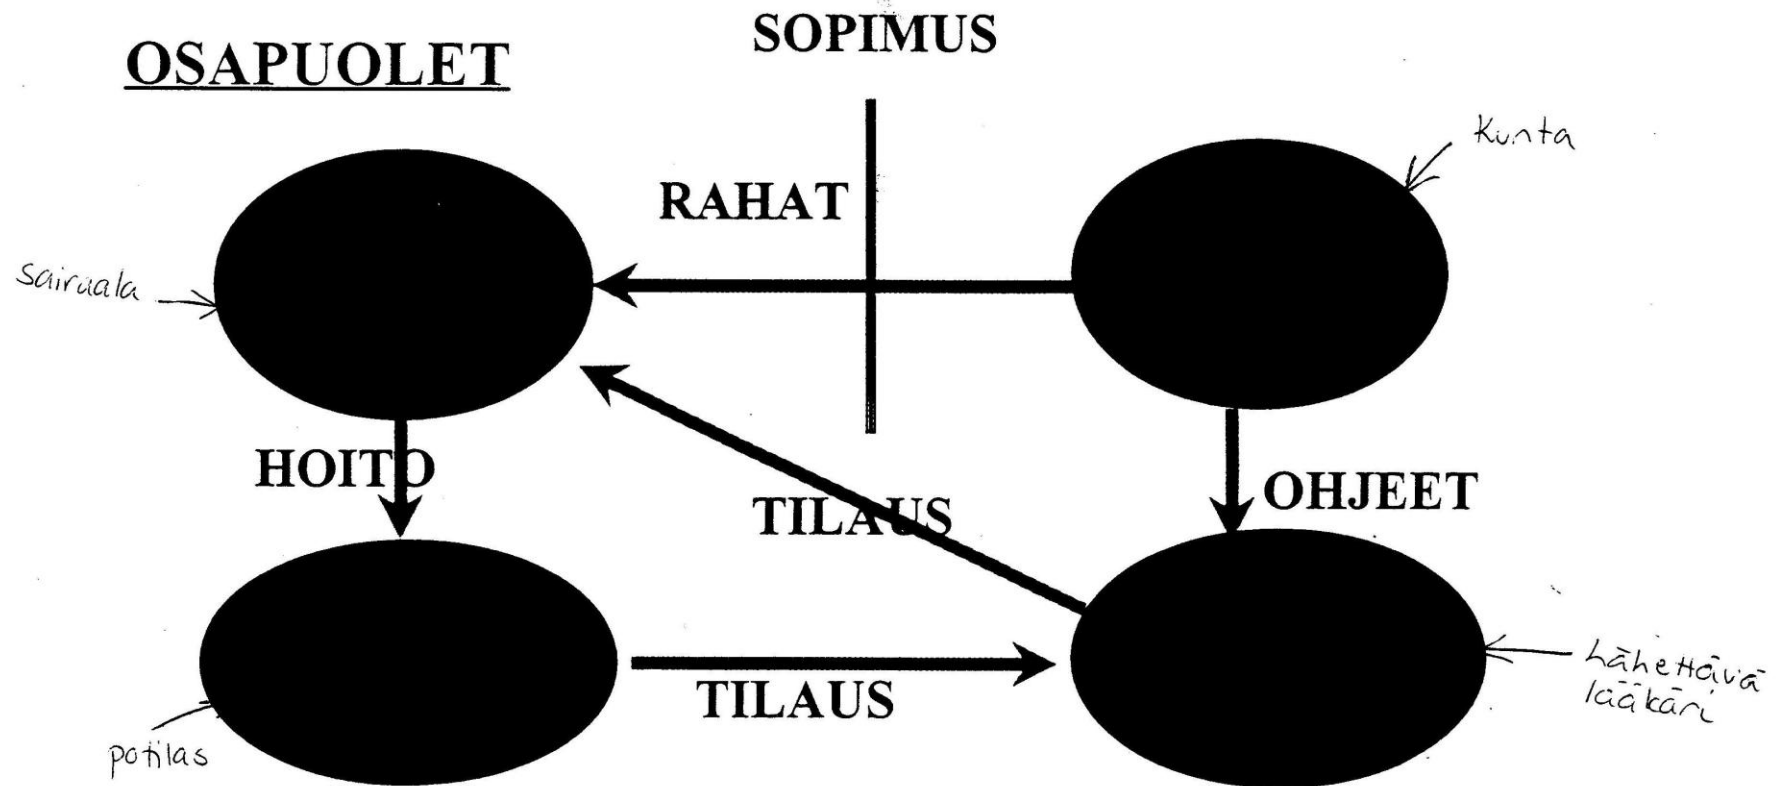 SOPIMUS
OSAPUOLET
Kunta
RAHAT
Sairaala
HOITO
OHJEET
TILAUS
Lähettävä
lääkäri
TILAUS
potilas